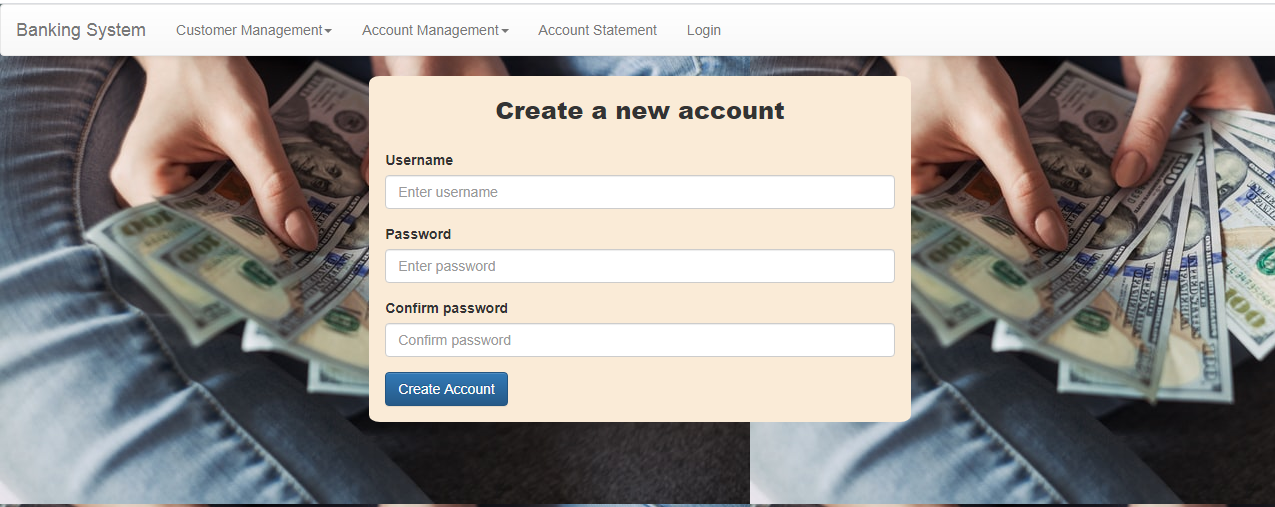 Banking System Customer Management Account Management Account Statement Login
Create a new account
Username
Enter username
Password
Enter password
Confirm password
Confirm password
Create Account